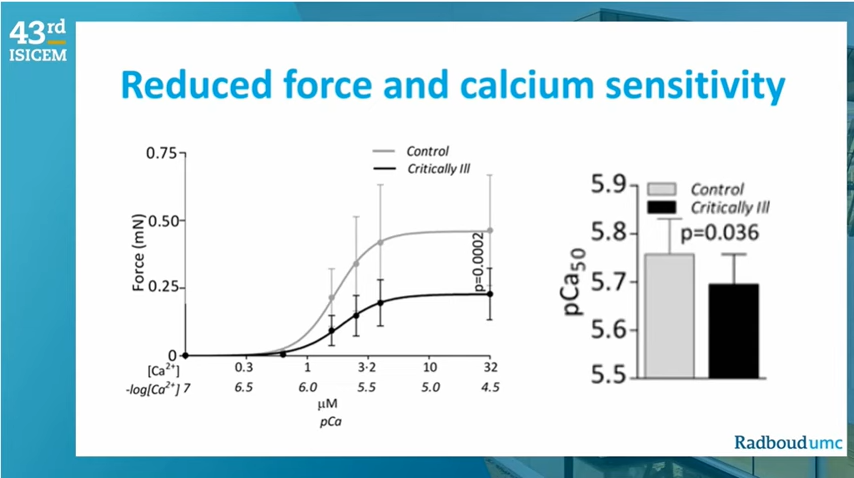 43rd
ISICEM
Reduced force and calcium sensitivity
Control
Critically Ill
0.75
0.50
0.25
0
Force (mN)
p=0.0002
[Ca²⁺] 0.3 1 3·2 10 32
-log[Ca²⁺] 7 6.5 6.0 5.5 5.0 4.5
µM
pCa
Control
Critically Ill
p=0.036
5.9
5.8
5.7
5.6
5.5
pCa₅₀
Radboudumc